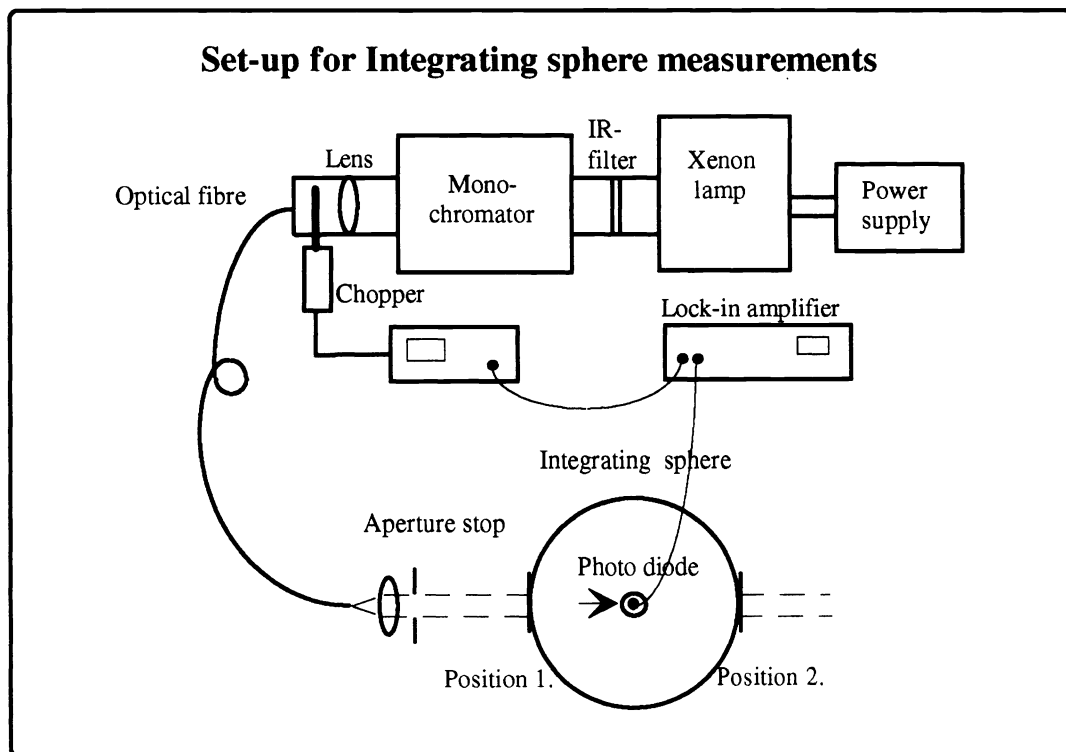 Set-up for Integrating sphere measurements
IR-
filter
Xenon
lamp
Lens
Mono-
chromator
Power
supply
Optical fibre
Chopper
Lock-in amplifier
Integrating sphere
Aperture stop
Photo diode
Position 1.
Position 2.